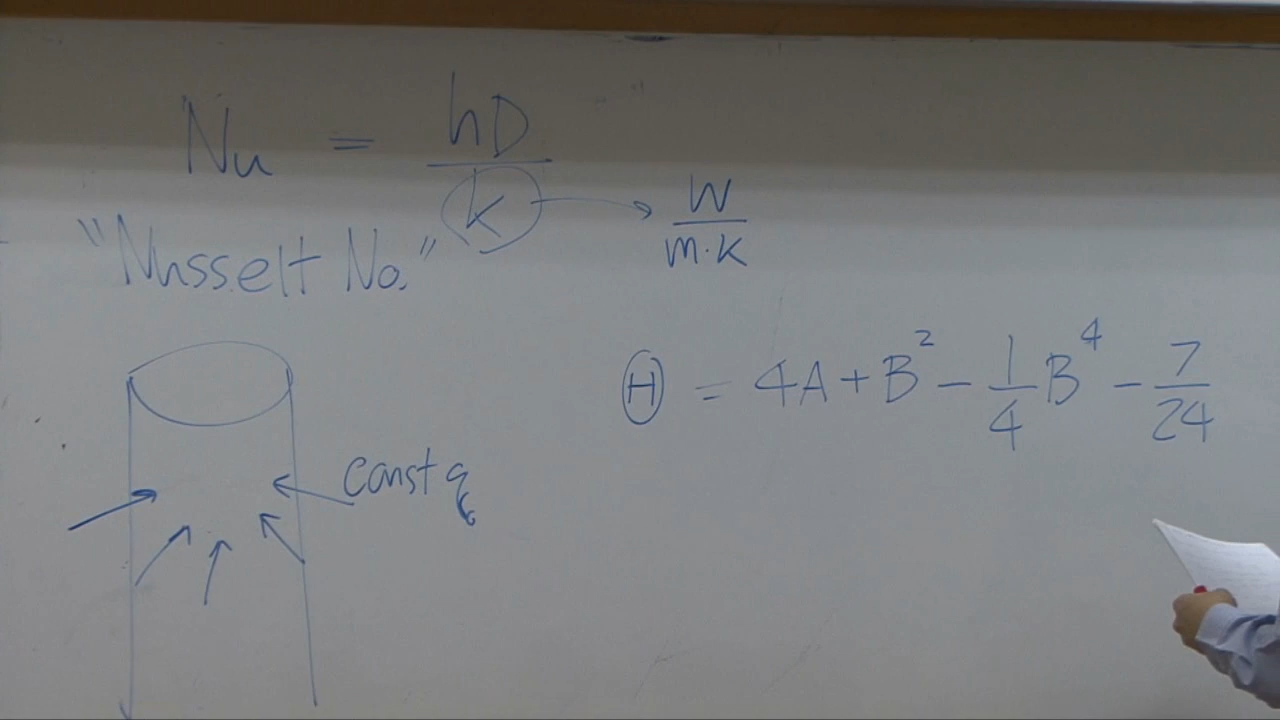 Nu = hD/k → W/m·K
"Nusselt No."
Ⓗ = 4A + B² − 1/4 B⁴ − 7/24
const q